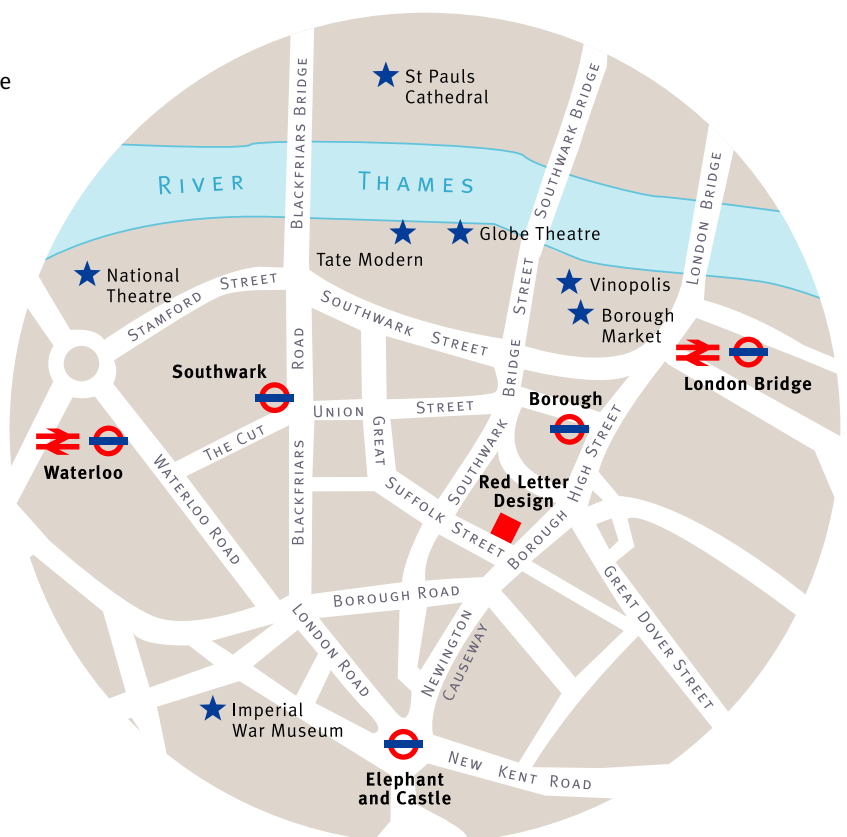 e
St Pauls
Cathedral
BLACKFRIARS BRIDGE
SOUTHWARK BRIDGE
LONDON BRIDGE
RIVER THAMES
Tate Modern
Globe Theatre
National
Theatre
STAMFORD STREET
Vinopolis
Borough
Market
SOUTHWARK STREET
London Bridge
Southwark
BLACKFRIARS ROAD
UNION STREET
THE CUT
Borough
Waterloo
WATERLOO ROAD
GREAT SUFFOLK STREET
SOUTHWARK BRIDGE STREET
BOROUGH HIGH STREET
Red Letter
Design
BOROUGH ROAD
GREAT DOVER STREET
LONDON ROAD
NEWINGTON
CAUSEWAY
Imperial
War Museum
NEW KENT ROAD
Elephant
and Castle